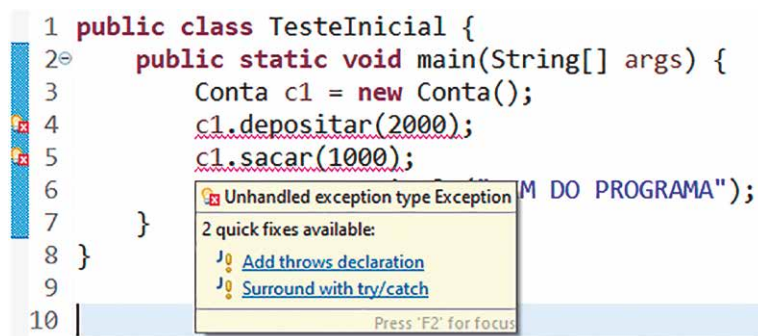 1 public class TesteInicial {
2 public static void main(String[] args) {
3 Conta c1 = new Conta();
4 c1.depositar(2000);
5 c1.sacar(1000);
6 M DO PROGRAMA");
Unhandled exception type Exception
7 }
2 quick fixes available:
8 }
Add throws declaration
9
Surround with try/catch
10
Press 'F2' for focus